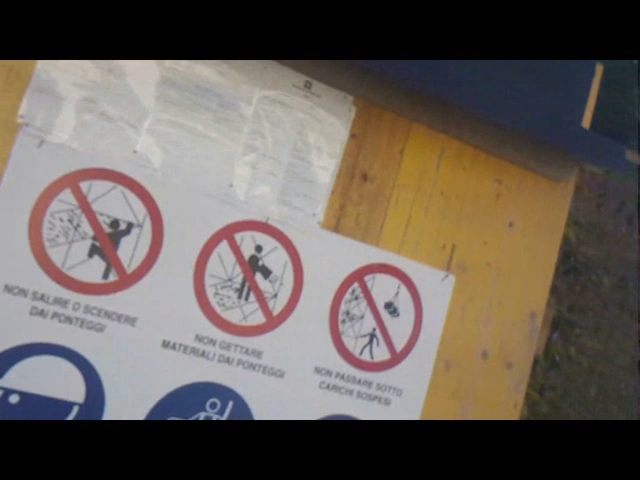 NON SALIRE O SCENDERE
DAI PONTEGGI
NON GETTARE
MATERIALI DAI PONTEGGI
NON PASSARE SOTTO
CARICHI SOSPESI